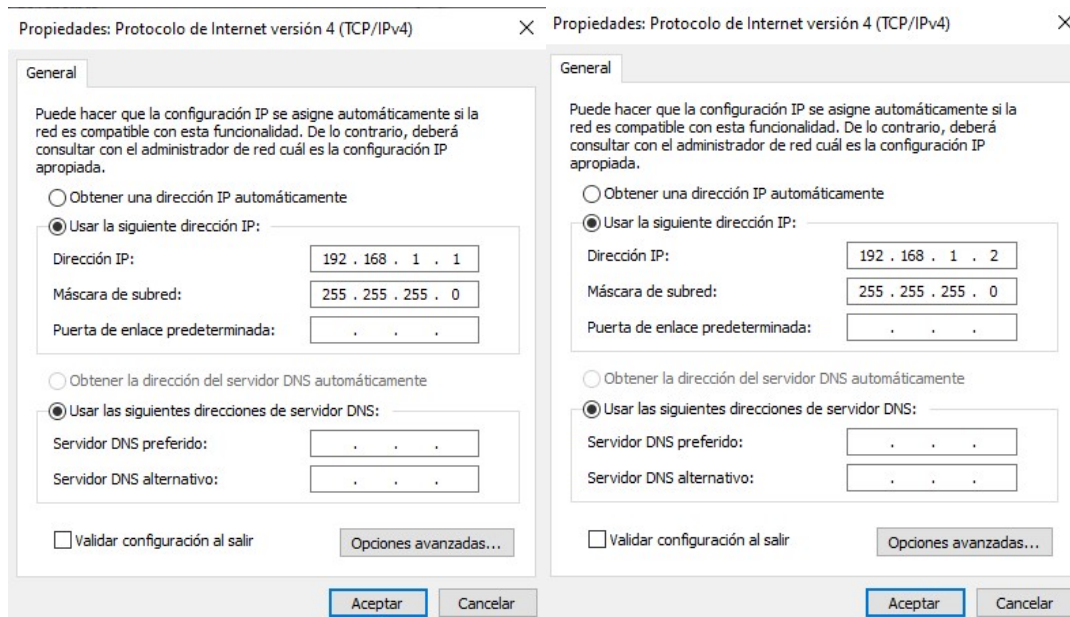 Propiedades: Protocolo de Internet versión 4 (TCP/IPv4)
General
Puede hacer que la configuración IP se asigne automáticamente si la
red es compatible con esta funcionalidad. De lo contrario, deberá
consultar con el administrador de red cuál es la configuración IP
apropiada.
Obtener una dirección IP automáticamente
Usar la siguiente dirección IP:
Dirección IP: 192 . 168 . 1 . 1
Máscara de subred: 255 . 255 . 255 . 0
Puerta de enlace predeterminada: . . .
Obtener la dirección del servidor DNS automáticamente
Usar las siguientes direcciones de servidor DNS:
Servidor DNS preferido: . . .
Servidor DNS alternativo: . . .
Validar configuración al salir
Opciones avanzadas...
Aceptar
Cancelar
Propiedades: Protocolo de Internet versión 4 (TCP/IPv4)
General
Puede hacer que la configuración IP se asigne automáticamente si la
red es compatible con esta funcionalidad. De lo contrario, deberá
consultar con el administrador de red cuál es la configuración IP
apropiada.
Obtener una dirección IP automáticamente
Usar la siguiente dirección IP:
Dirección IP: 192 . 168 . 1 . 2
Máscara de subred: 255 . 255 . 255 . 0
Puerta de enlace predeterminada: . . .
Obtener la dirección del servidor DNS automáticamente
Usar las siguientes direcciones de servidor DNS:
Servidor DNS preferido: . . .
Servidor DNS alternativo: . . .
Validar configuración al salir
Opciones avanzadas...
Aceptar
Cancelar